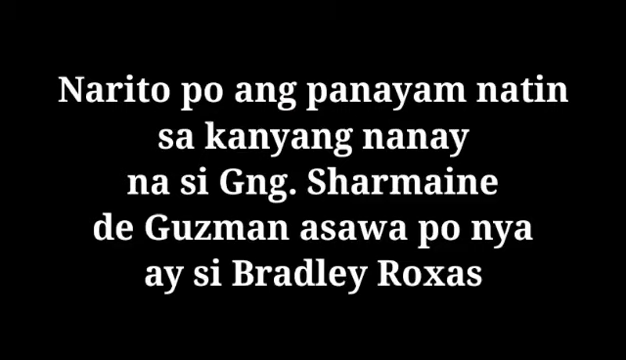 Narito po ang panayam natin
sa kanyang nanay
na si Gng. Sharmaine
de Guzman asawa po nya
ay si Bradley Roxas